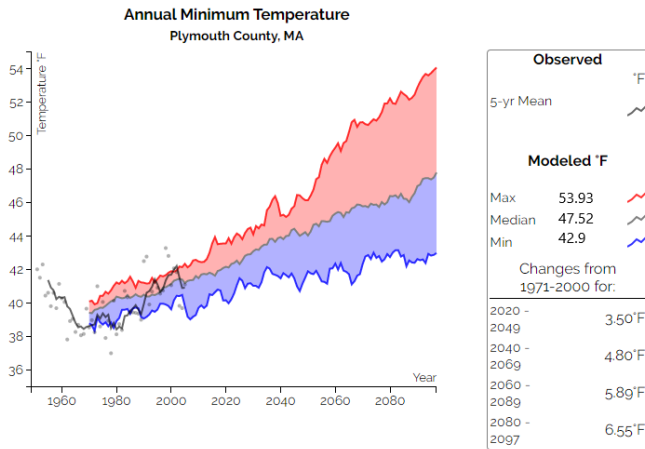 Annual Minimum Temperature
Plymouth County, MA
Temperature °F
54
52
50
48
46
44
42
40
38
36
1960
1980
2000
2020
2040
2060
2080
Year
Observed
°F
5-yr Mean
Modeled °F
Max 53.93
Median 47.52
Min 42.9
Changes from
1971-2000 for:
2020 -
2049 3.50°F
2040 -
2069 4.80°F
2060 -
2089 5.89°F
2080 -
2097 6.55°F